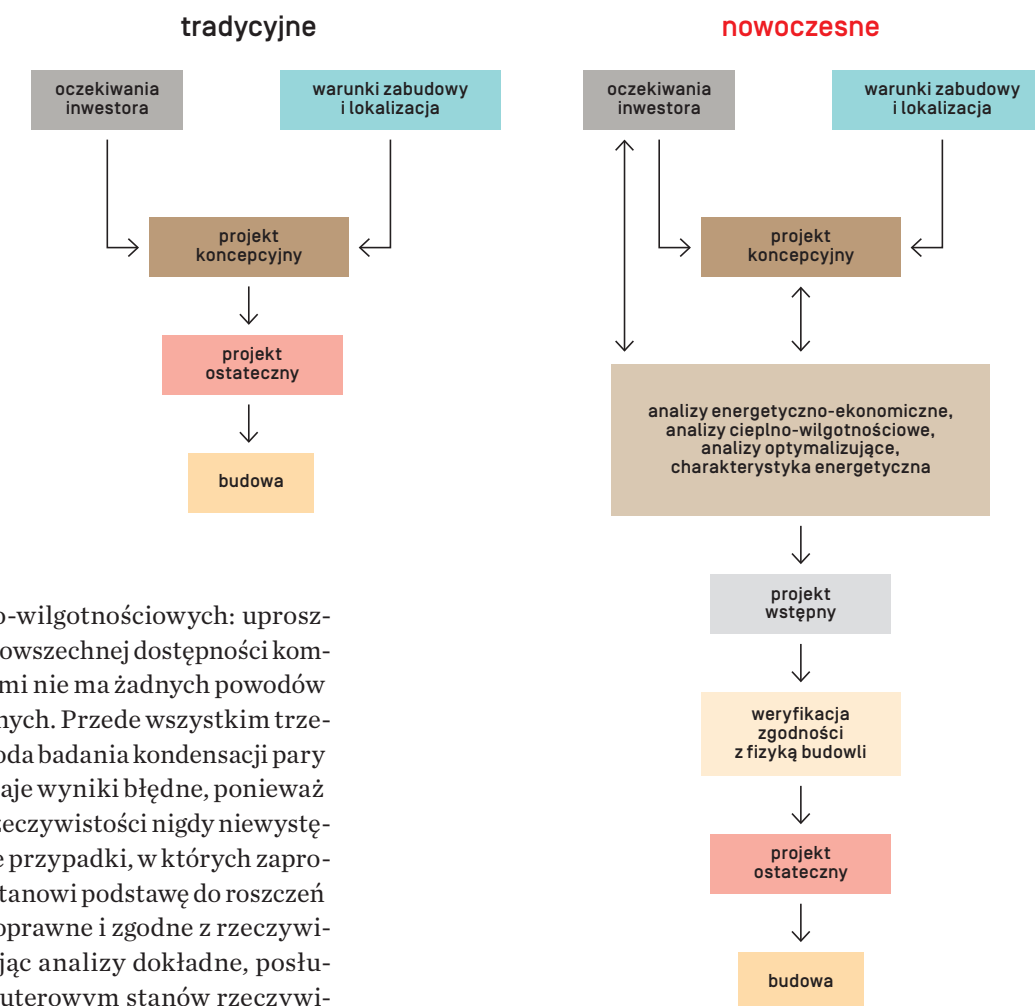 tradycyjne
oczekiwania
inwestora
warunki zabudowy
i lokalizacja
projekt
koncepcyjny
projekt
ostateczny
budowa
o-wilgotnościowych: uprosz-
owszechnej dostępności kom-
mi nie ma żadnych powodów
nych. Przede wszystkim trze-
oda badania kondensacji pary
aje wyniki błędne, ponieważ
zeczywistości nigdy niewystę-
e przypadki, w których zapro-
tanowi podstawę do roszczeń
oprawne i zgodne z rzeczywi-
jąc analizy dokładne, posłu-
uterowym stanów rzeczywi-
nowoczesne
oczekiwania
inwestora
warunki zabudowy
i lokalizacja
projekt
koncepcyjny
analizy energetyczno-ekonomiczne,
analizy cieplno-wilgotnościowe,
analizy optymalizujące,
charakterystyka energetyczna
projekt
wstępny
weryfikacja
zgodności
z fizyką budowli
projekt
ostateczny
budowa